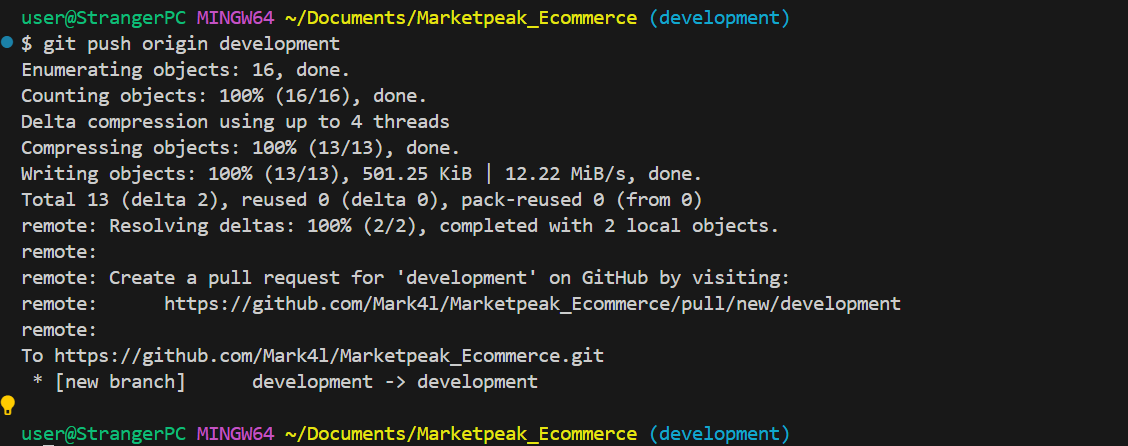 user@StrangerPC MINGW64 ~/Documents/Marketpeak_Ecommerce (development)
$ git push origin development
Enumerating objects: 16, done.
Counting objects: 100% (16/16), done.
Delta compression using up to 4 threads
Compressing objects: 100% (13/13), done.
Writing objects: 100% (13/13), 501.25 KiB | 12.22 MiB/s, done.
Total 13 (delta 2), reused 0 (delta 0), pack-reused 0 (from 0)
remote: Resolving deltas: 100% (2/2), completed with 2 local objects.
remote:
remote: Create a pull request for 'development' on GitHub by visiting:
remote:      https://github.com/Mark4l/Marketpeak_Ecommerce/pull/new/development
remote:
To https://github.com/Mark4l/Marketpeak_Ecommerce.git
 * [new branch]      development -> development
user@StrangerPC MINGW64 ~/Documents/Marketpeak_Ecommerce (development)